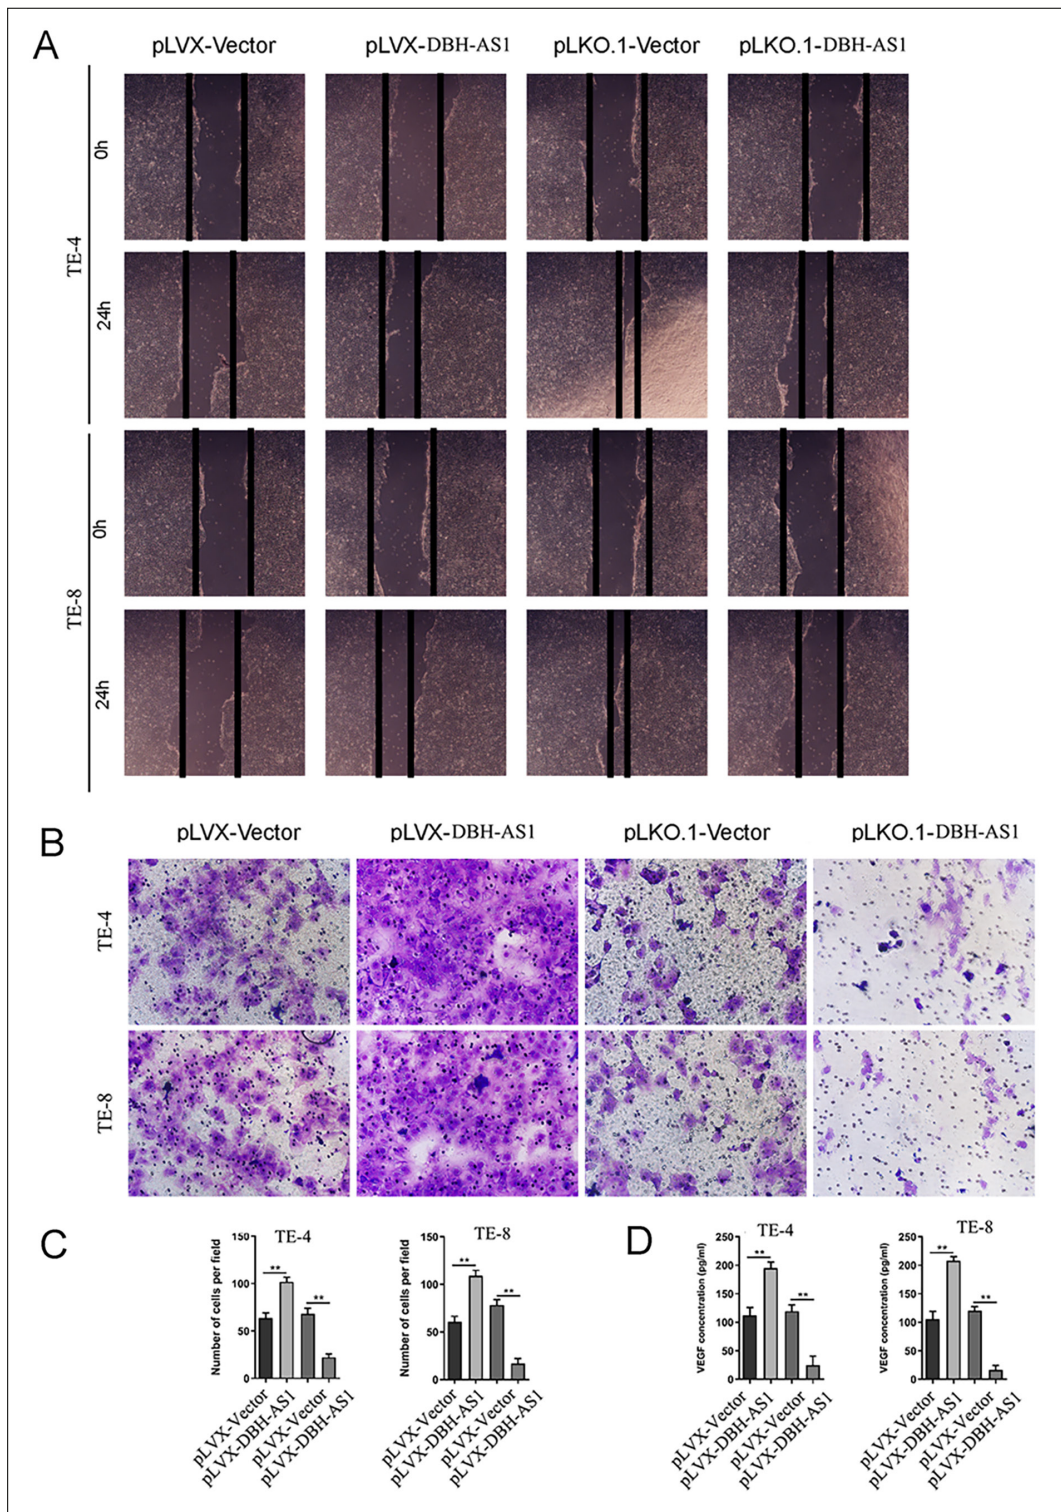 A
pLVX-Vector pLVX-DBH-AS1 pLKO.1-Vector pLKO.1-DBH-AS1
TE-4
0h
24h
TE-8
0h
24h
B
pLVX-Vector pLVX-DBH-AS1 pLKO.1-Vector pLKO.1-DBH-AS1
TE-4
TE-8
C
TE-4
Number of cells per field
150
100
50
0
**
**
pLVX-Vector
pLVX-DBH-AS1
pLVX-Vector
pLVX-DBH-AS1
TE-8
Number of cells per field
150
100
50
0
**
**
pLVX-Vector
pLVX-DBH-AS1
pLVX-Vector
pLVX-DBH-AS1
D
TE-4
VEGF concentration (pg/ml)
250
200
150
100
50
0
**
**
pLVX-Vector
pLVX-DBH-AS1
pLVX-Vector
pLVX-DBH-AS1
TE-8
VEGF concentration (pg/ml)
250
200
150
100
50
0
**
**
pLVX-Vector
pLVX-DBH-AS1
pLVX-Vector
pLVX-DBH-AS1